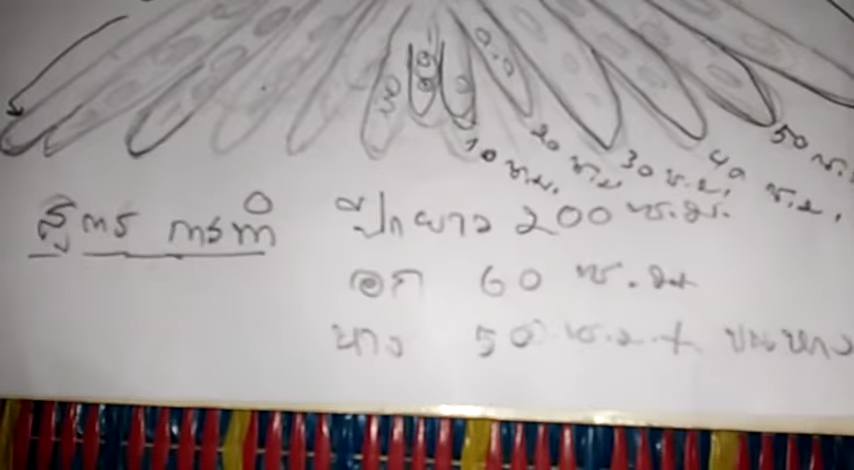 10 ซ.ม. 20 ซ.ม 30 ซ.ม. 40 ซ.ม. 50 ซ.ม.
สูตร การทำ ปีกยาว 200 ซ.ม.
อก 60 ซ.ม
หาง 50 ซ.ม. + ขนหาง